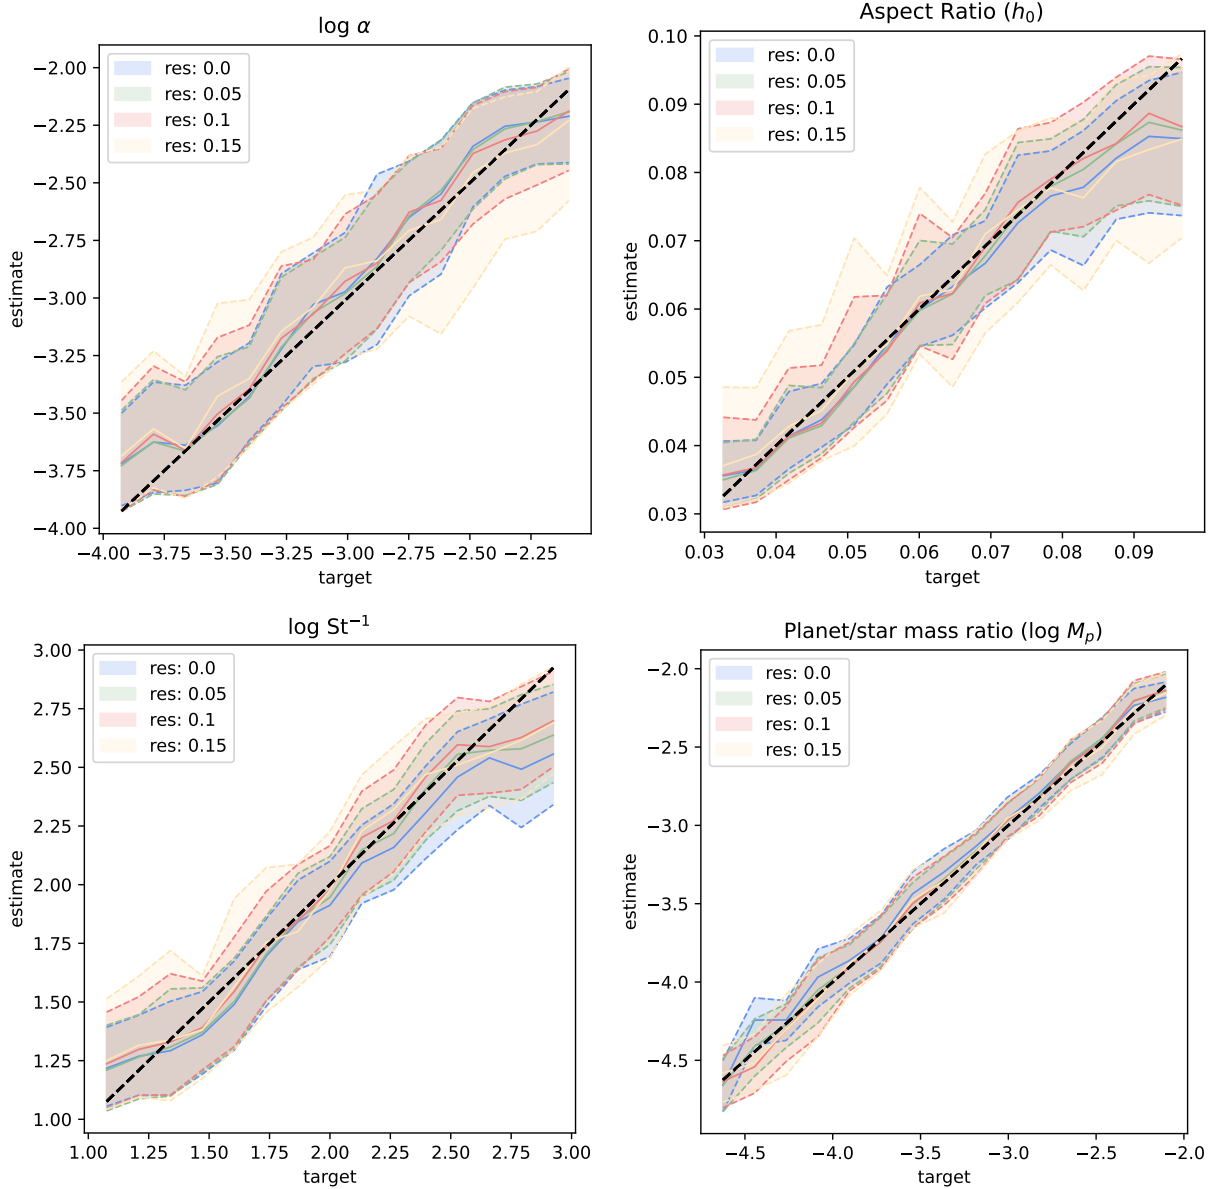 log α
−2.00
−2.25
−2.50
−2.75
−3.00
−3.25
−3.50
−3.75
−4.00
estimate
res: 0.0
res: 0.05
res: 0.1
res: 0.15
−4.00 −3.75 −3.50 −3.25 −3.00 −2.75 −2.50 −2.25
target
Aspect Ratio (h₀)
0.10
0.09
0.08
0.07
0.06
0.05
0.04
0.03
estimate
res: 0.0
res: 0.05
res: 0.1
res: 0.15
0.03 0.04 0.05 0.06 0.07 0.08 0.09
target
log St⁻¹
3.00
2.75
2.50
2.25
2.00
1.75
1.50
1.25
1.00
estimate
res: 0.0
res: 0.05
res: 0.1
res: 0.15
1.00 1.25 1.50 1.75 2.00 2.25 2.50 2.75 3.00
target
Planet/star mass ratio (log Mₚ)
−2.0
−2.5
−3.0
−3.5
−4.0
−4.5
estimate
res: 0.0
res: 0.05
res: 0.1
res: 0.15
−4.5 −4.0 −3.5 −3.0 −2.5 −2.0
target